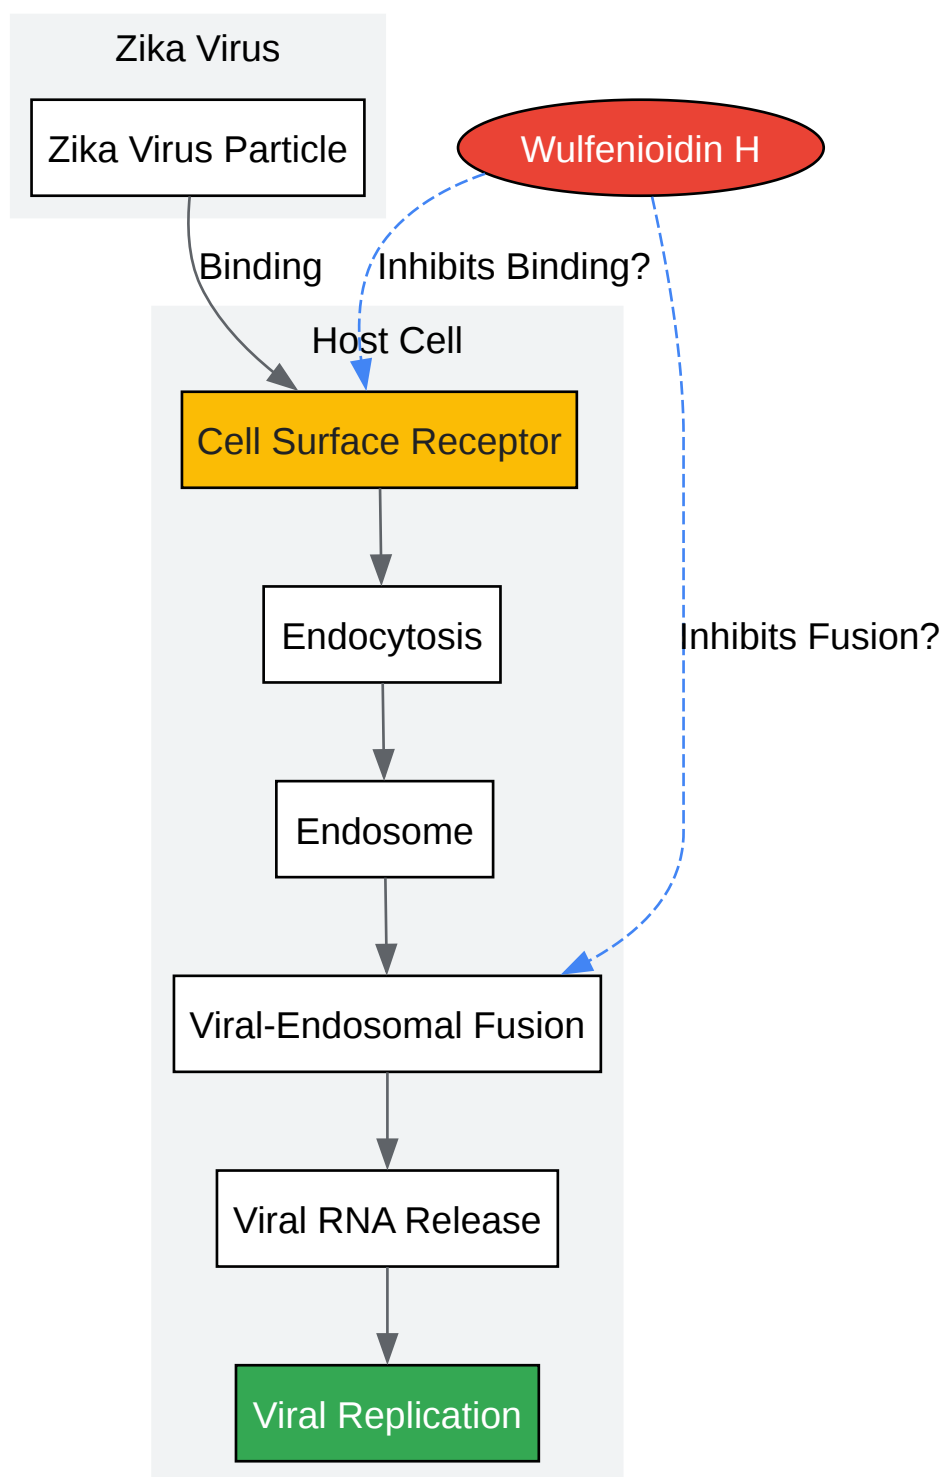 Zika Virus
Zika Virus Particle
Wulfenioidin H
Binding
Inhibits Binding?
Host Cell
Cell Surface Receptor
Endocytosis
Inhibits Fusion?
Endosome
Viral-Endosomal Fusion
Viral RNA Release
Viral Replication